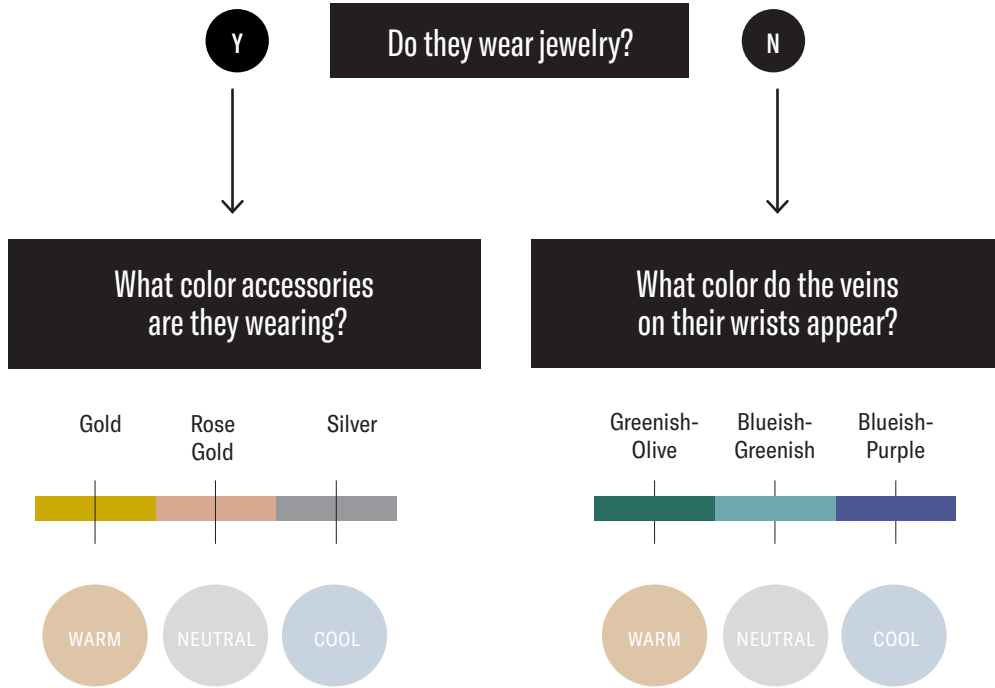 Y
Do they wear jewelry?
N
What color accessories
are they wearing?
Gold
Rose
Gold
Silver
WARM
NEUTRAL
COOL
What color do the veins
on their wrists appear?
Greenish-
Olive
Blueish-
Greenish
Blueish-
Purple
WARM
NEUTRAL
COOL